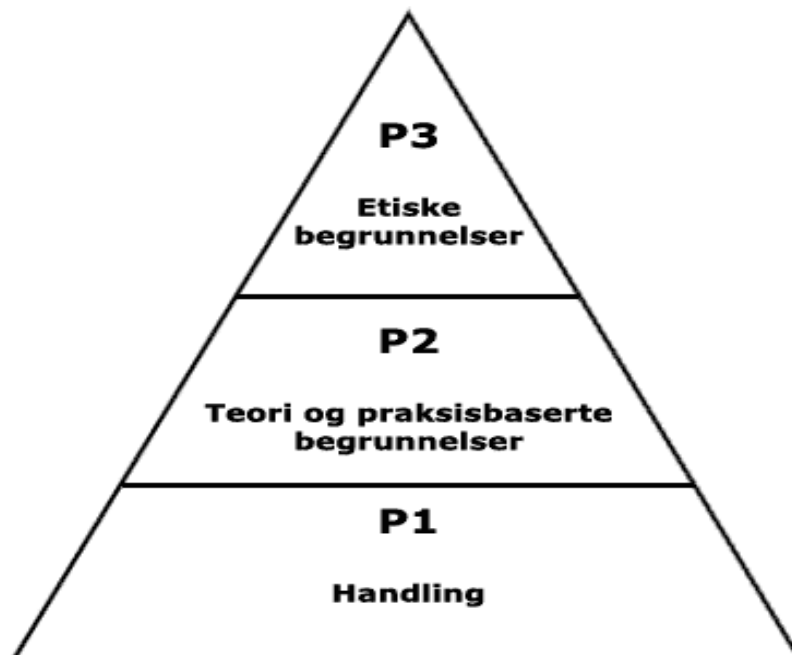 P3
Etiske
begrunnelser
P2
Teori og praksisbaserte
begrunnelser
P1
Handling